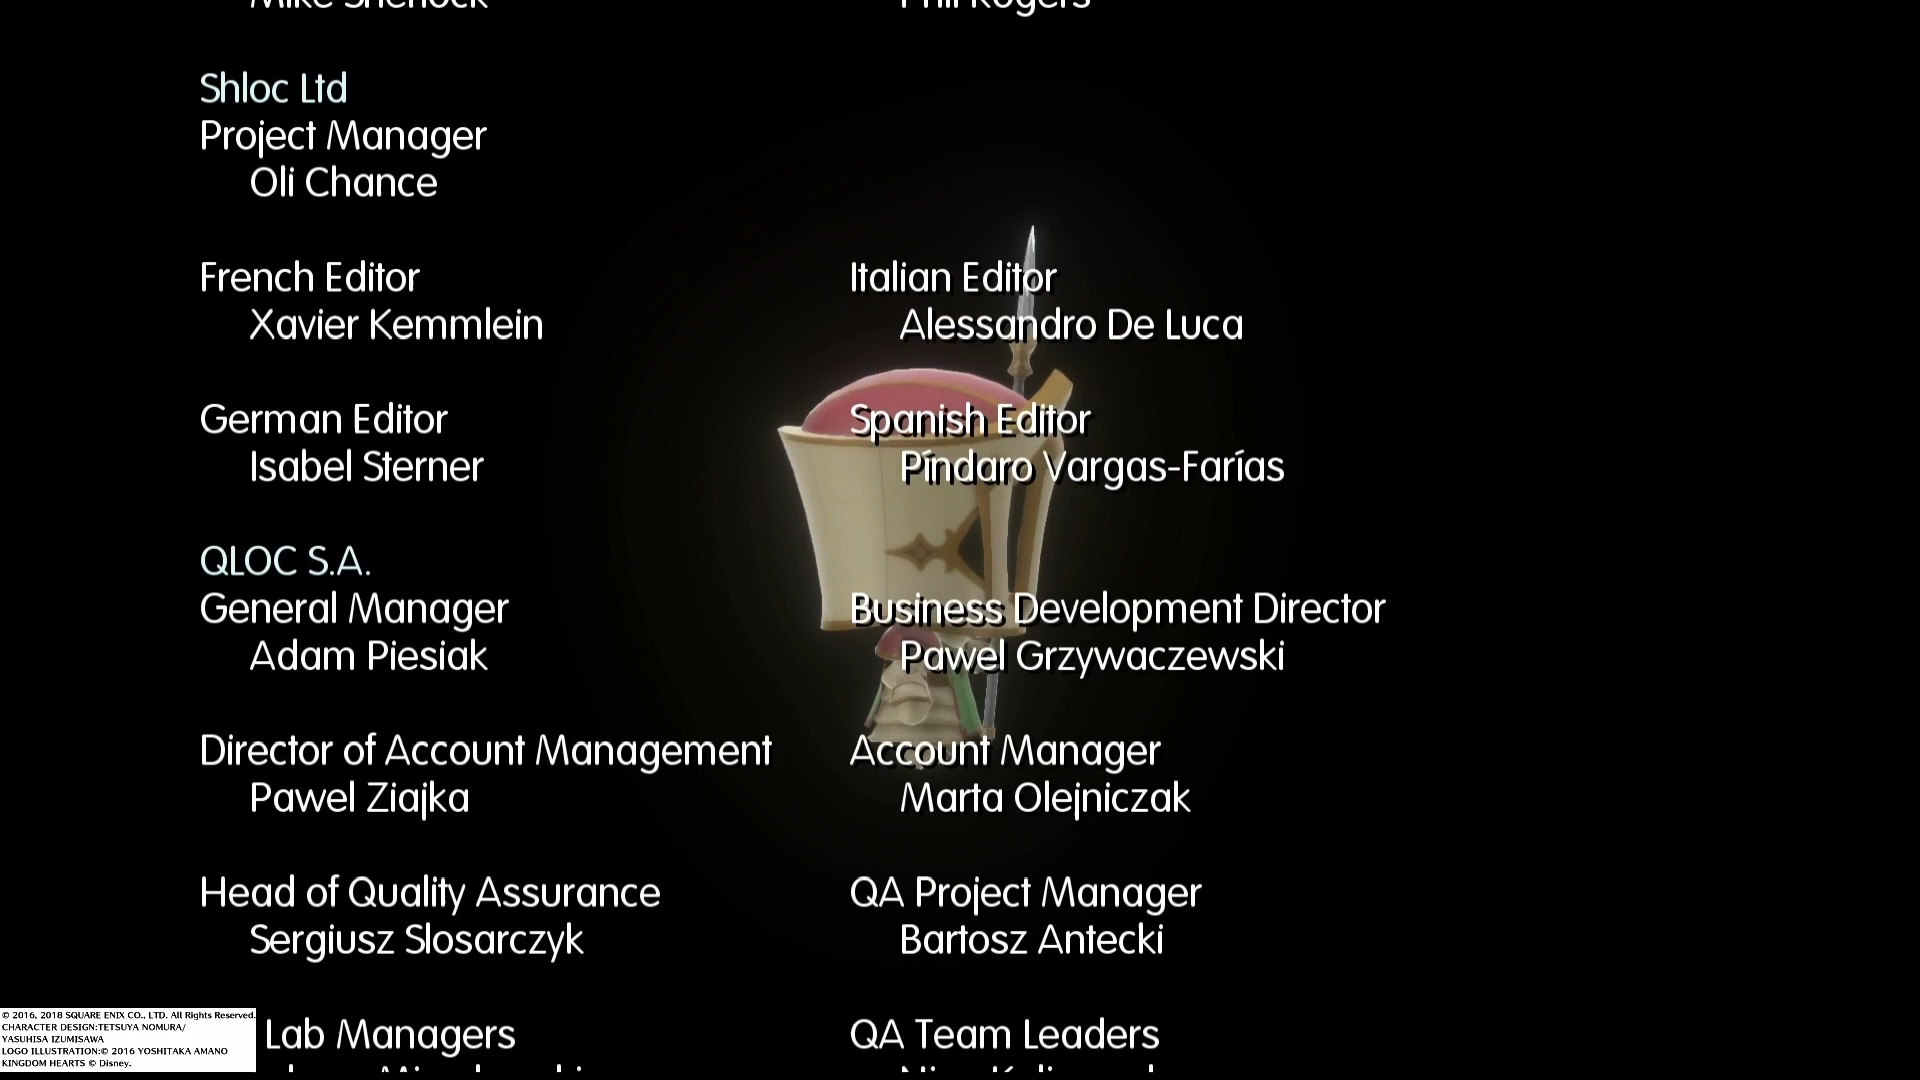 Mike Sherlock
Phil Rogers
Shloc Ltd
Project Manager
Oli Chance
French Editor
Xavier Kemmlein
Italian Editor
Alessandro De Luca
German Editor
Isabel Sterner
Spanish Editor
Píndaro Vargas-Farías
QLOC S.A.
General Manager
Adam Piesiak
Business Development Director
Pawel Grzywaczewski
Director of Account Management
Pawel Ziajka
Account Manager
Marta Olejniczak
Head of Quality Assurance
Sergiusz Slosarczyk
QA Project Manager
Bartosz Antecki
Lab Managers
QA Team Leaders
© 2016, 2018 SQUARE ENIX CO., LTD. All Rights Reserved.
CHARACTER DESIGN:TETSUYA NOMURA/
YASUHISA IZUMISAWA
LOGO ILLUSTRATION:© 2016 YOSHITAKA AMANO
KINGDOM HEARTS © Disney.